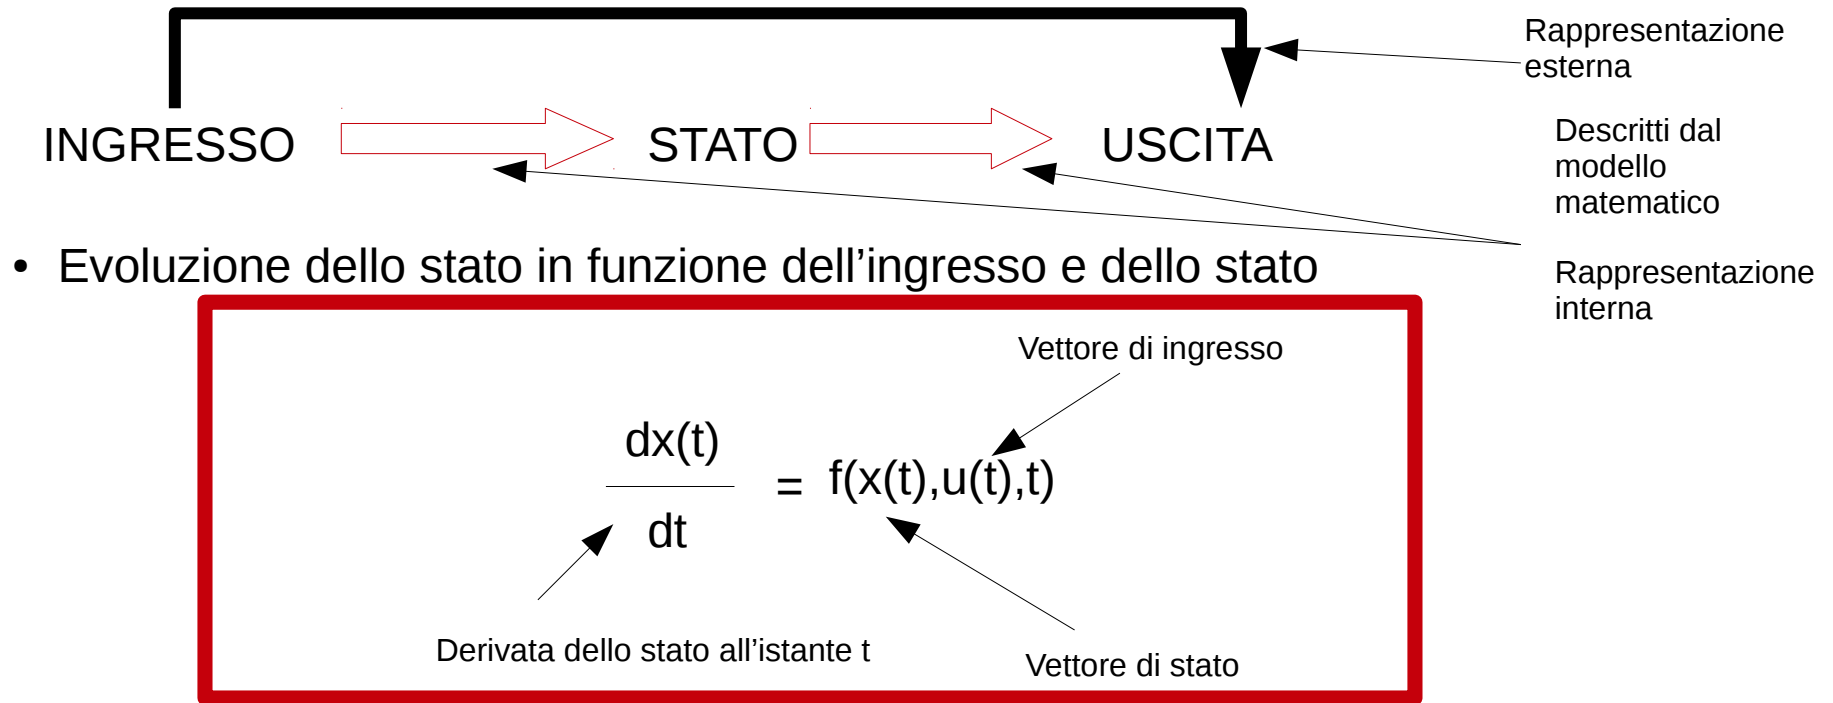 Rappresentazione
esterna
INGRESSO STATO USCITA
Descritti dal
modello
matematico
• Evoluzione dello stato in funzione dell’ingresso e dello stato
Rappresentazione
interna
Vettore di ingresso
dx(t)
= f(x(t),u(t),t)
dt
Derivata dello stato all’istante t
Vettore di stato